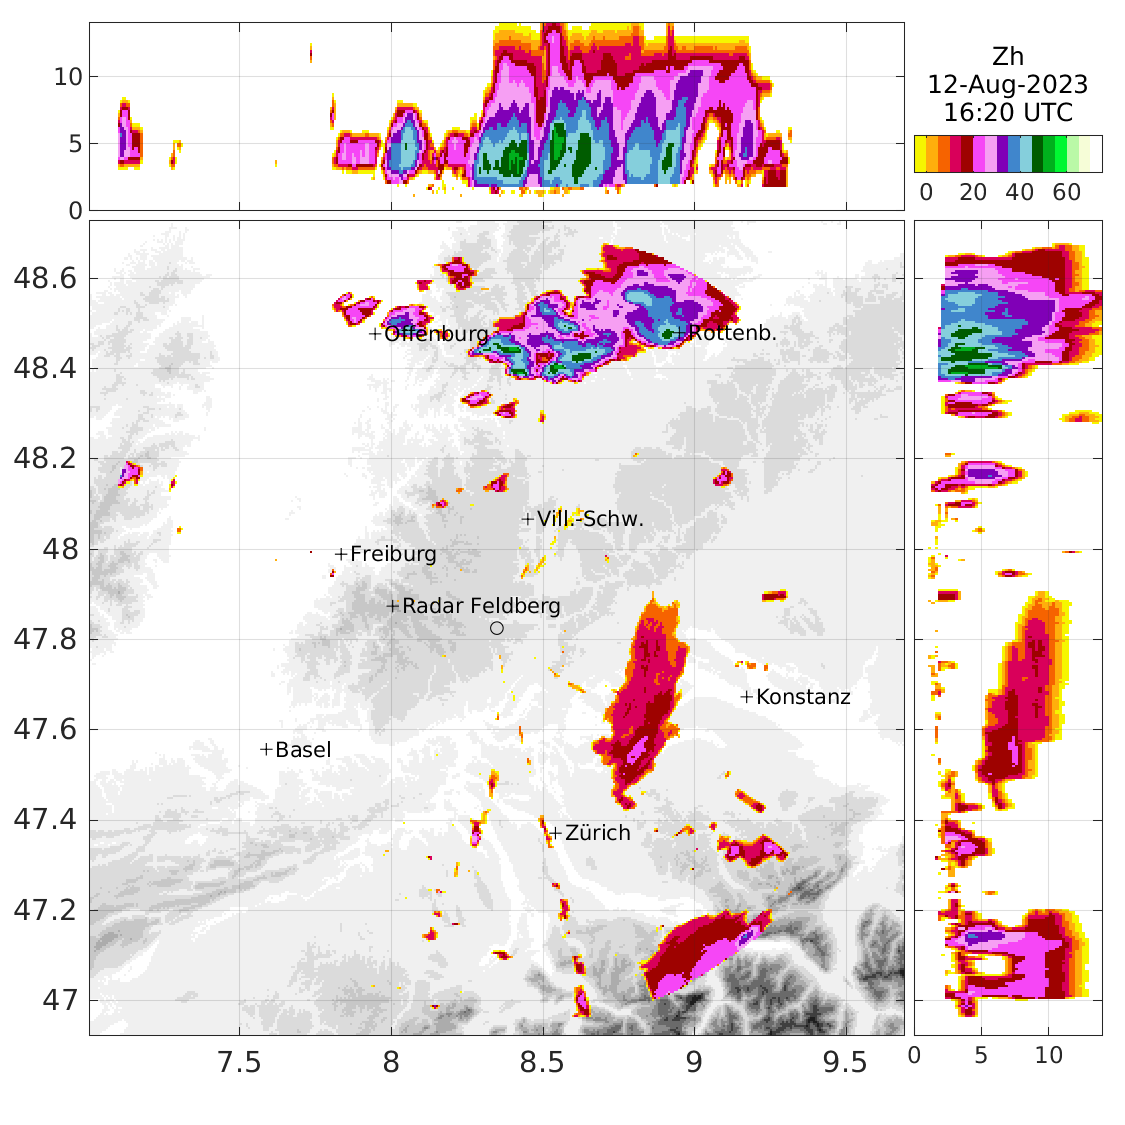 10
5
0
Zh
12-Aug-2023
16:20 UTC
0 20 40 60
48.6
48.4
48.2
48
47.8
47.6
47.4
47.2
47
+Offenburg
+Rottenb.
+Vill.-Schw.
+Freiburg
+Radar Feldberg
+Konstanz
+Basel
+Zürich
7.5 8 8.5 9 9.5
0 5 10